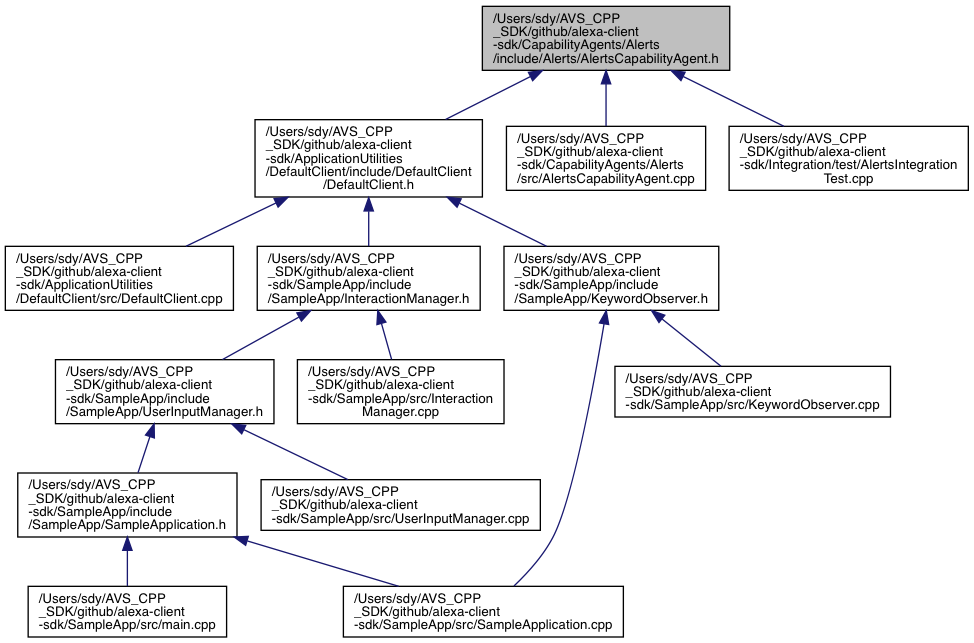 /Users/sdy/AVS_CPP
_SDK/github/alexa-client
-sdk/CapabilityAgents/Alerts
/include/Alerts/AlertsCapabilityAgent.h
/Users/sdy/AVS_CPP
_SDK/github/alexa-client
-sdk/ApplicationUtilities
/DefaultClient/include/DefaultClient
/DefaultClient.h
/Users/sdy/AVS_CPP
_SDK/github/alexa-client
-sdk/CapabilityAgents/Alerts
/src/AlertsCapabilityAgent.cpp
/Users/sdy/AVS_CPP
_SDK/github/alexa-client
-sdk/Integration/test/AlertsIntegration
Test.cpp
/Users/sdy/AVS_CPP
_SDK/github/alexa-client
-sdk/ApplicationUtilities
/DefaultClient/src/DefaultClient.cpp
/Users/sdy/AVS_CPP
_SDK/github/alexa-client
-sdk/SampleApp/include
/SampleApp/InteractionManager.h
/Users/sdy/AVS_CPP
_SDK/github/alexa-client
-sdk/SampleApp/include
/SampleApp/KeywordObserver.h
/Users/sdy/AVS_CPP
_SDK/github/alexa-client
-sdk/SampleApp/include
/SampleApp/UserInputManager.h
/Users/sdy/AVS_CPP
_SDK/github/alexa-client
-sdk/SampleApp/src/Interaction
Manager.cpp
/Users/sdy/AVS_CPP
_SDK/github/alexa-client
-sdk/SampleApp/src/KeywordObserver.cpp
/Users/sdy/AVS_CPP
_SDK/github/alexa-client
-sdk/SampleApp/include
/SampleApp/SampleApplication.h
/Users/sdy/AVS_CPP
_SDK/github/alexa-client
-sdk/SampleApp/src/UserInputManager.cpp
/Users/sdy/AVS_CPP
_SDK/github/alexa-client
-sdk/SampleApp/src/main.cpp
/Users/sdy/AVS_CPP
_SDK/github/alexa-client
-sdk/SampleApp/src/SampleApplication.cpp